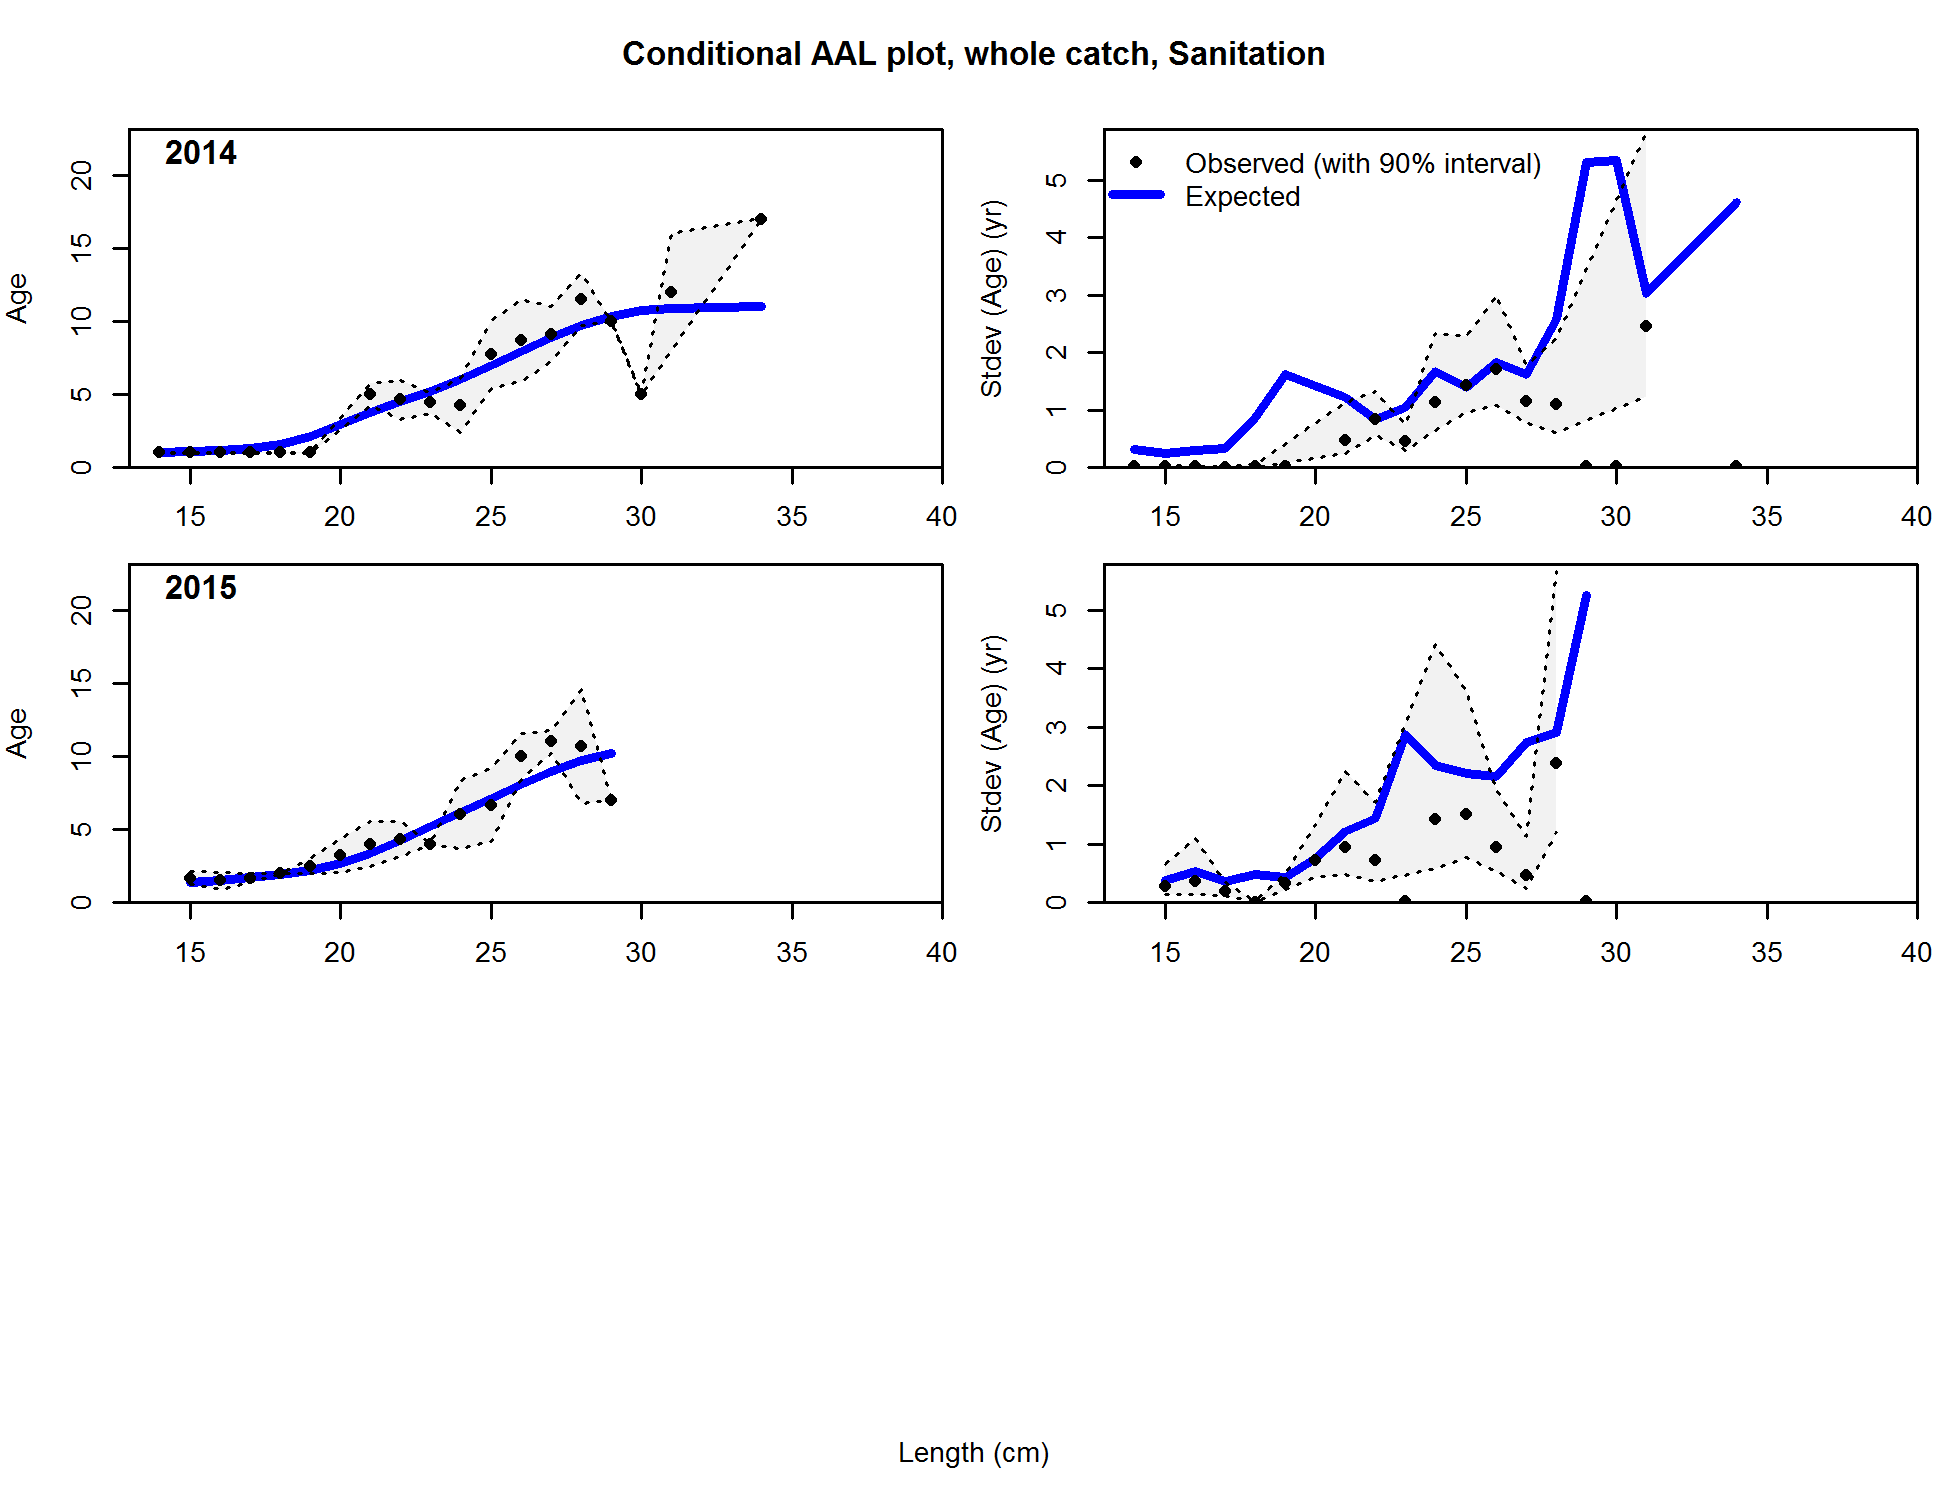 Conditional AAL plot, whole catch, Sanitation
2014
Age
0 5 10 15 20
15 20 25 30 35 40
Observed (with 90% interval)
Expected
Stdev (Age) (yr)
0 1 2 3 4 5
15 20 25 30 35 40
2015
Age
0 5 10 15 20
15 20 25 30 35 40
Stdev (Age) (yr)
0 1 2 3 4 5
15 20 25 30 35 40
Length (cm)